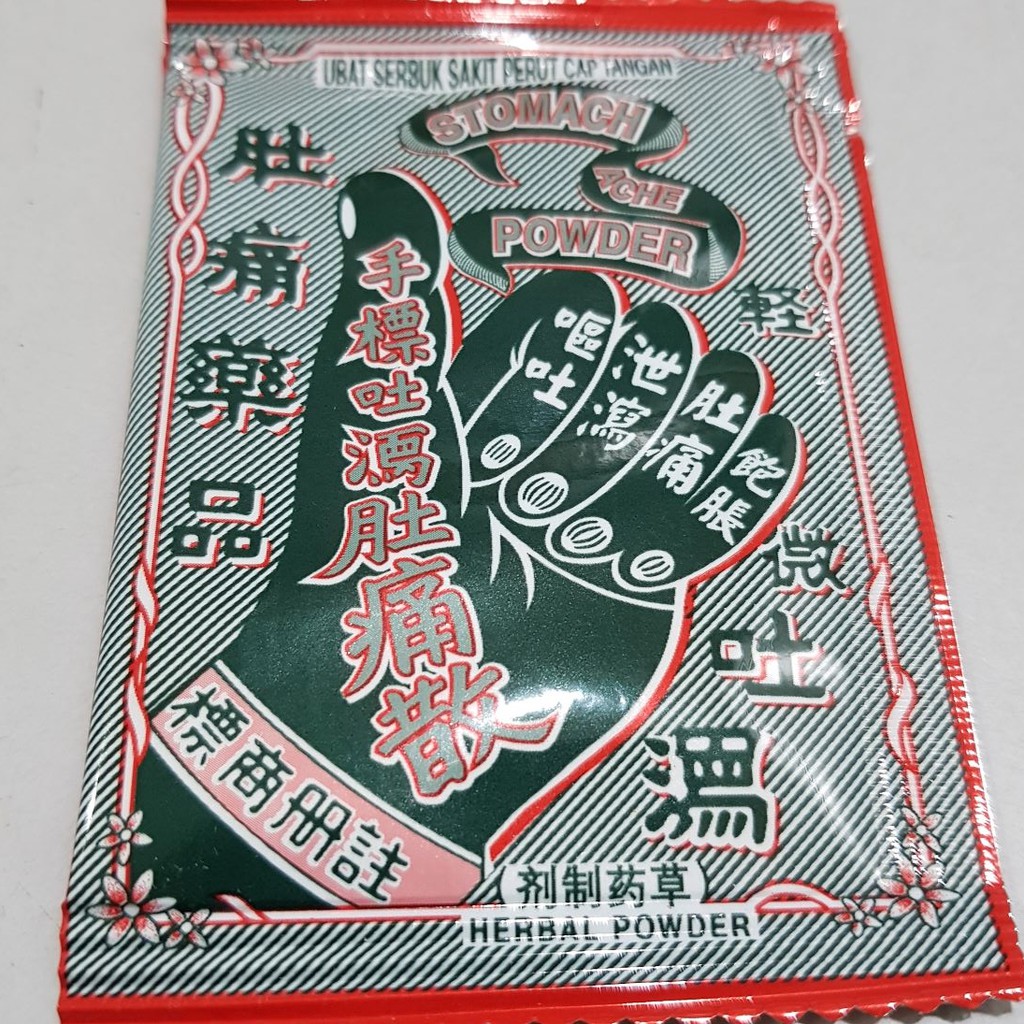 UBAT SERBUK SAKIT PERUT CAP TANGAN
STOMACH
ACHE
POWDER
肚痛藥品
手標吐瀉肚痛散
嘔吐
泄瀉
肚痛
飽脹
輕微吐瀉
標商册註
剂制药草
HERBAL POWDER